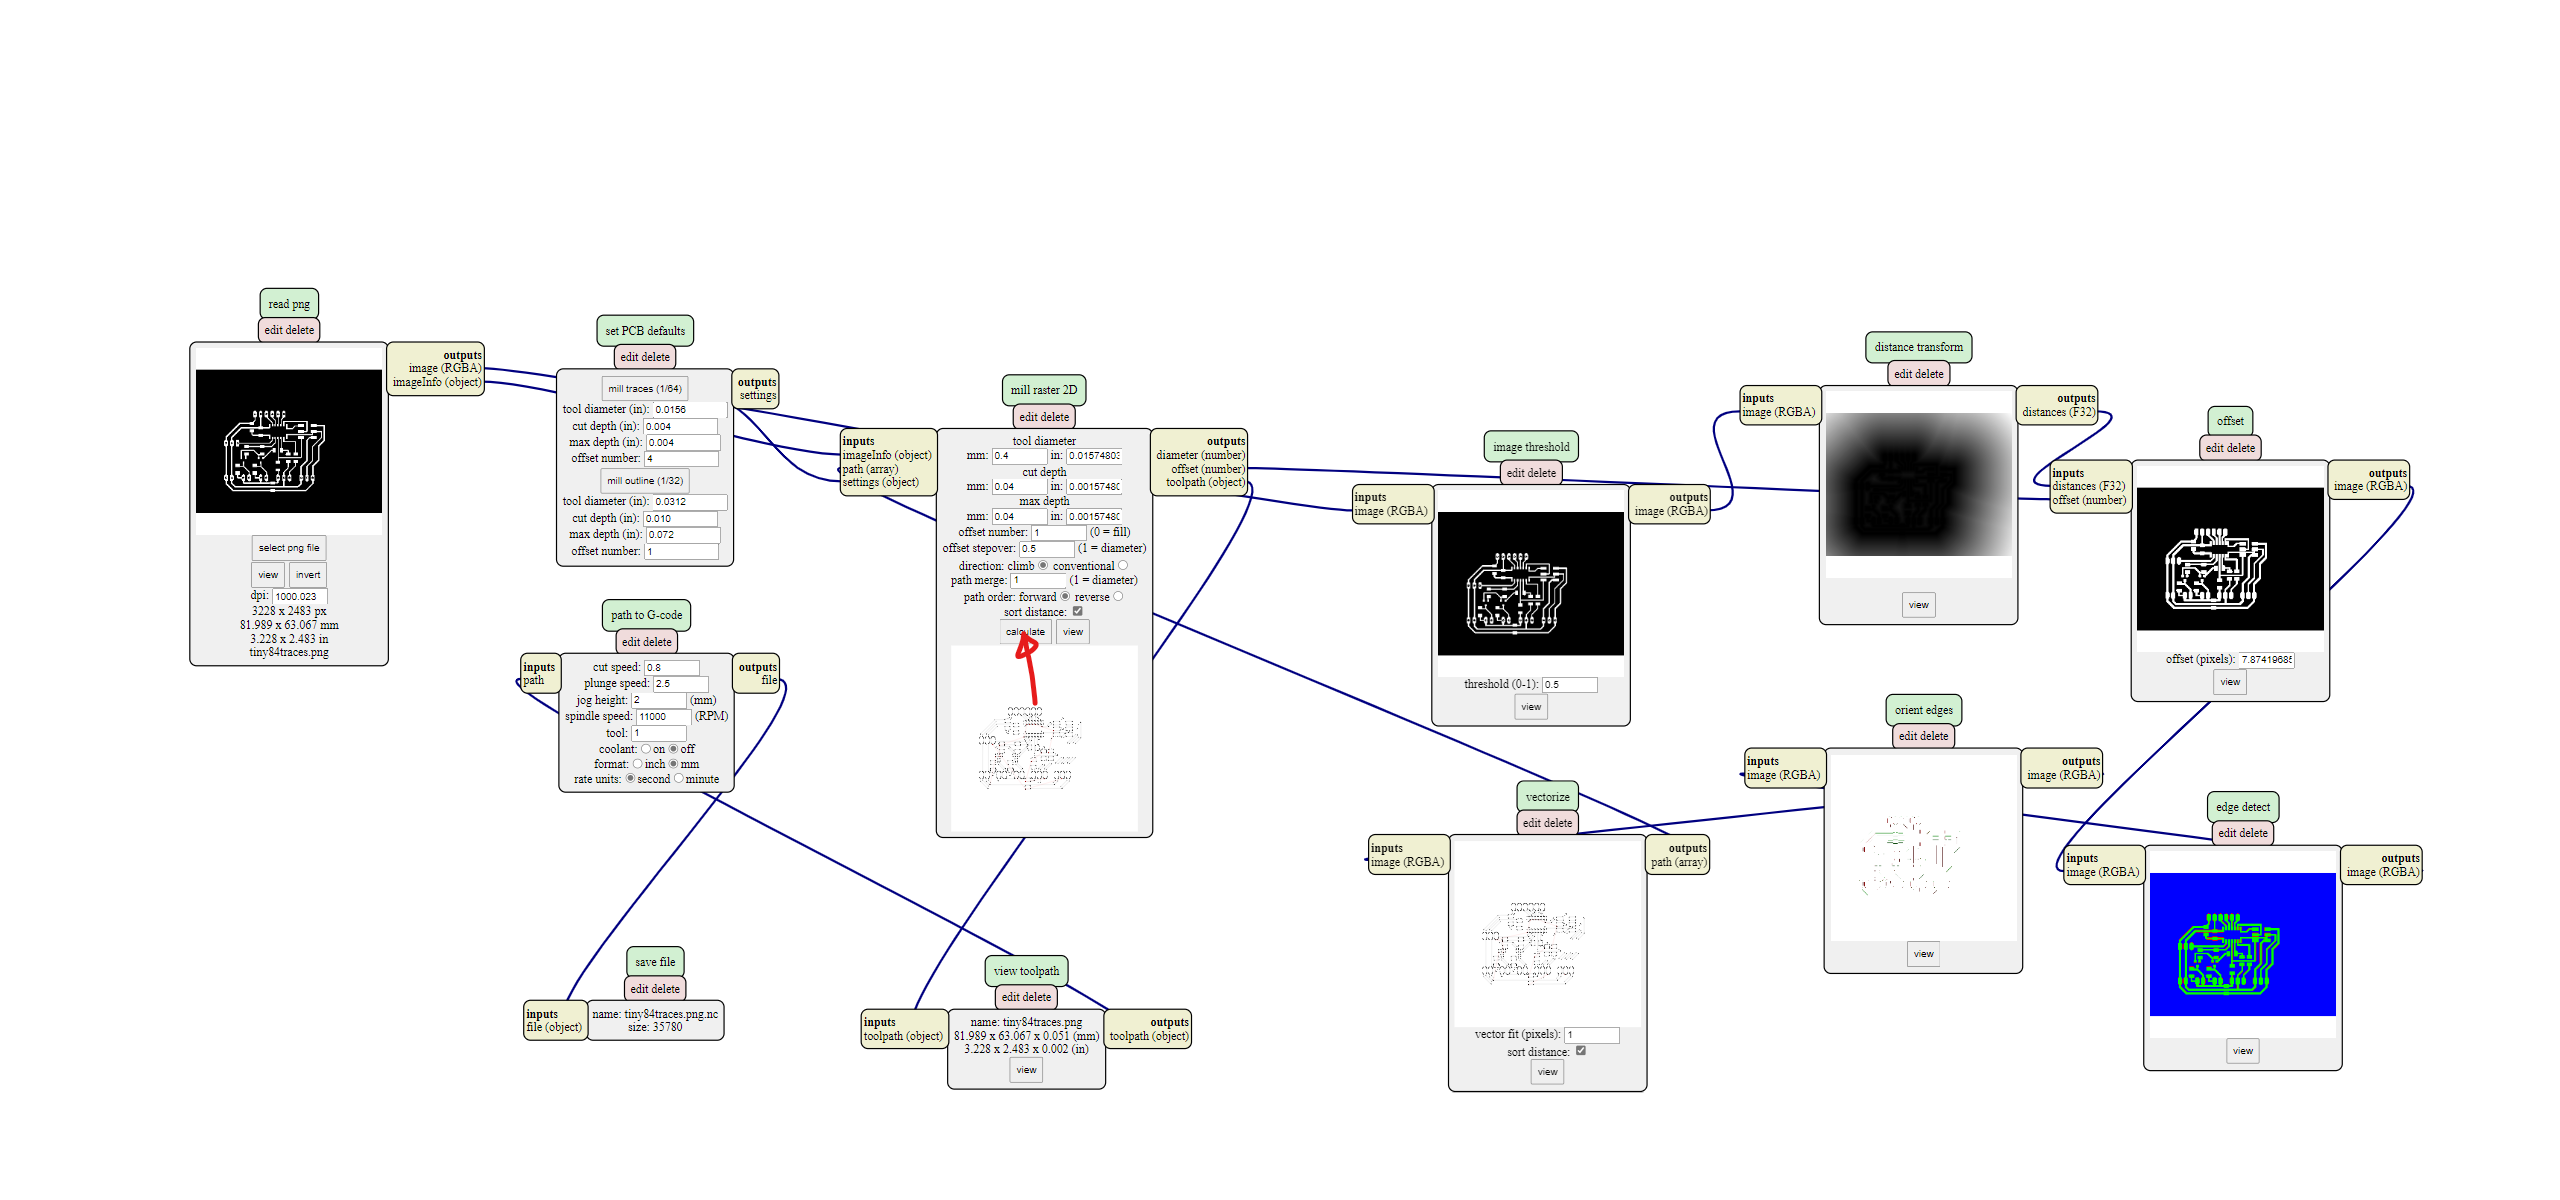 read png
edit delete
outputs
image (RGBA)
imageInfo (object)
select png file
view invert
dpi: 1000.023
3228 x 2483 px
81.989 x 63.067 mm
3.228 x 2.483 in
tiny84traces.png
set PCB defaults
edit delete
mill traces (1/64)
tool diameter (in): 0.0156
cut depth (in): 0.004
max depth (in): 0.004
offset number: 4
mill outline (1/32)
tool diameter (in): 0.0312
cut depth (in): 0.010
max depth (in): 0.072
offset number: 1
outputs
settings
path to G-code
edit delete
inputs
path
cut speed: 0.8
plunge speed: 2.5
jog height: 2 (mm)
spindle speed: 11000 (RPM)
tool: 1
coolant: on off
format: inch mm
rate units: second minute
outputs
file
save file
edit delete
inputs
file (object)
name: tiny84traces.png.nc
size: 35780
mill raster 2D
edit delete
inputs
imageInfo (object)
path (array)
settings (object)
tool diameter
mm: 0.4 in: 0.0157480
cut depth
mm: 0.04 in: 0.0015748
max depth
mm: 0.04 in: 0.0015748
offset number: 1 (0 = fill)
offset stepover: 0.5 (1 = diameter)
direction: climb conventional
path merge: 1 (1 = diameter)
path order: forward reverse
sort distance:
calculate view
outputs
diameter (number)
offset (number)
toolpath (object)
view toolpath
edit delete
inputs
toolpath (object)
name: tiny84traces.png
81.989 x 63.067 x 0.051 (mm)
3.228 x 2.483 x 0.002 (in)
view
outputs
toolpath (object)
image threshold
edit delete
inputs
image (RGBA)
threshold (0-1): 0.5
view
outputs
image (RGBA)
vectorize
edit delete
inputs
image (RGBA)
vector fit (pixels): 1
sort distance:
view
outputs
path (array)
distance transform
edit delete
inputs
image (RGBA)
view
outputs
distances (F32)
orient edges
edit delete
inputs
image (RGBA)
view
outputs
image (RGBA)
offset
edit delete
inputs
distances (F32)
offset (number)
offset (pixels): 7.8741968
view
outputs
image (RGBA)
edge detect
edit delete
inputs
image (RGBA)
view
outputs
image (RGBA)